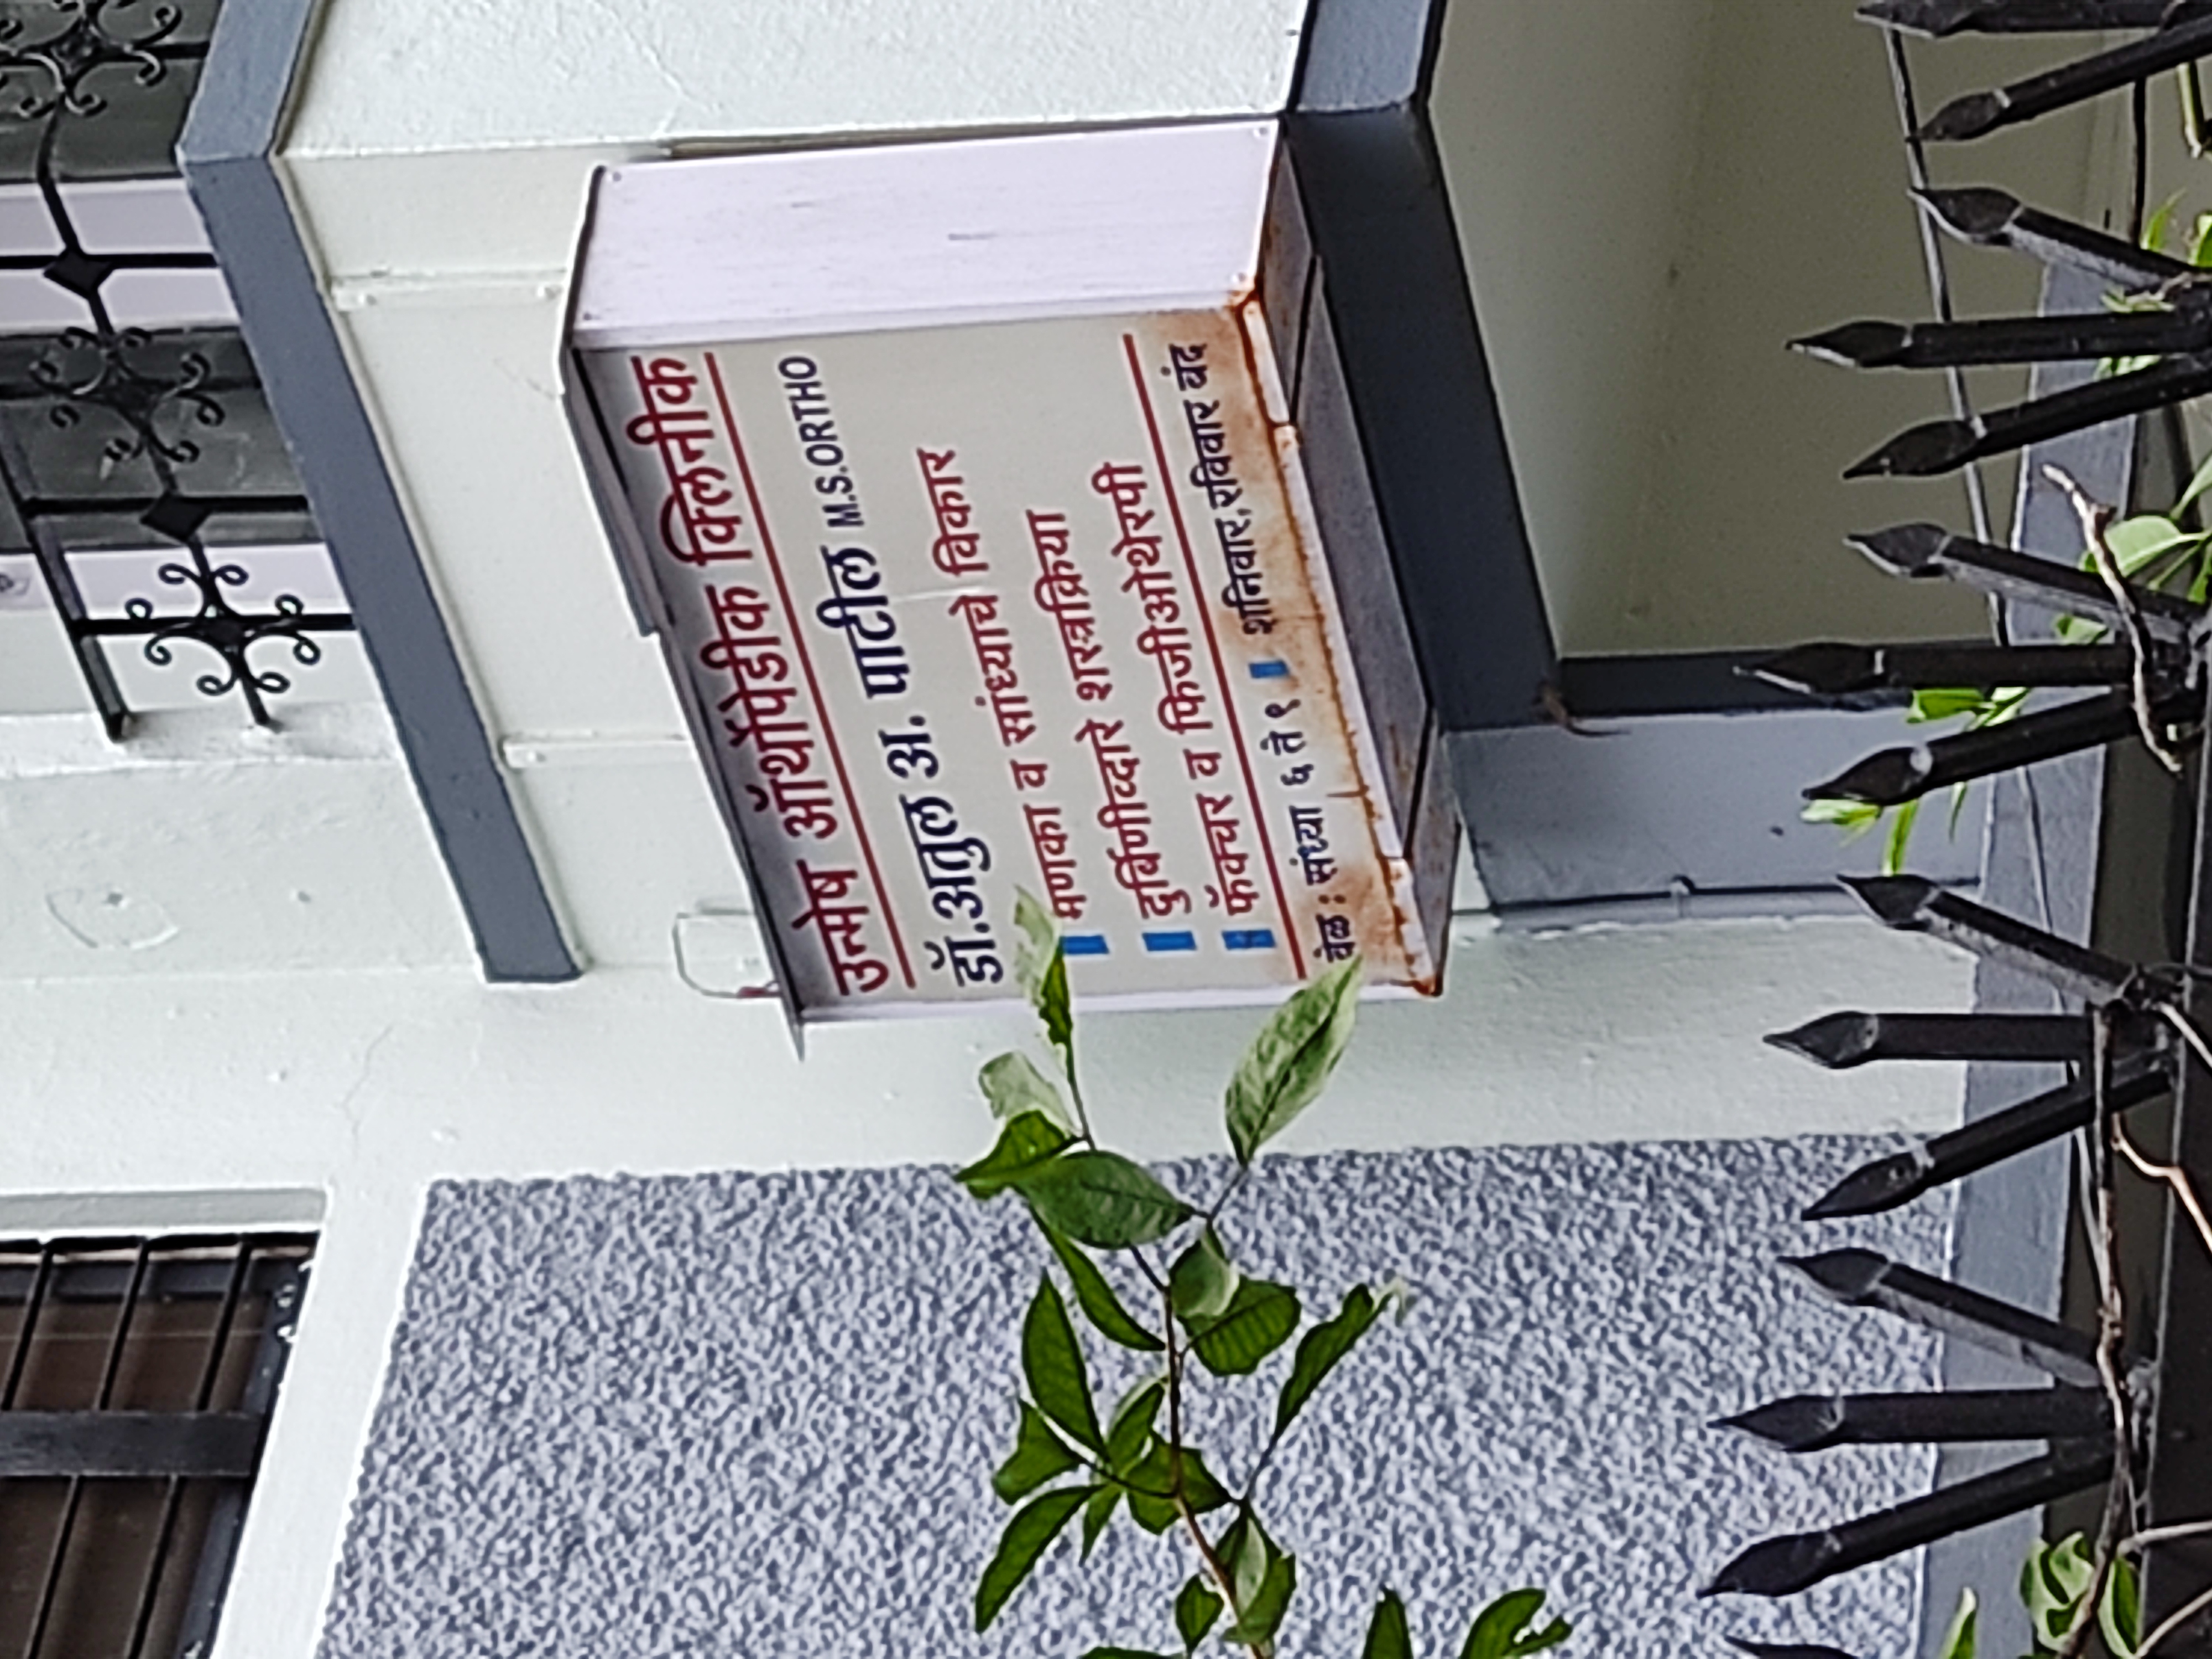 उन्मेष ऑर्थोपेडीक क्लिनीक
डॉ.अतुल अ. पाटील M.S.ORTHO
मणका व सांध्याचे विकार
दुर्बिणीव्दारे शस्त्रक्रिया
फॅक्चर व फिजीओथेरपी
वेळ : संध्या ६ ते ९ शनिवार,रविवार बंद